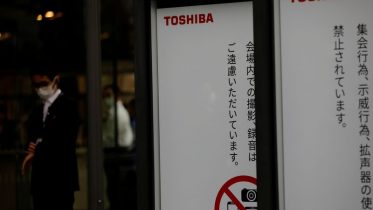 TOSHIBA
会場内での撮影、録音は
ご遠慮いただいています。
TOSHIBA
集会行為、示威行為、拡声器の使
禁止されています。